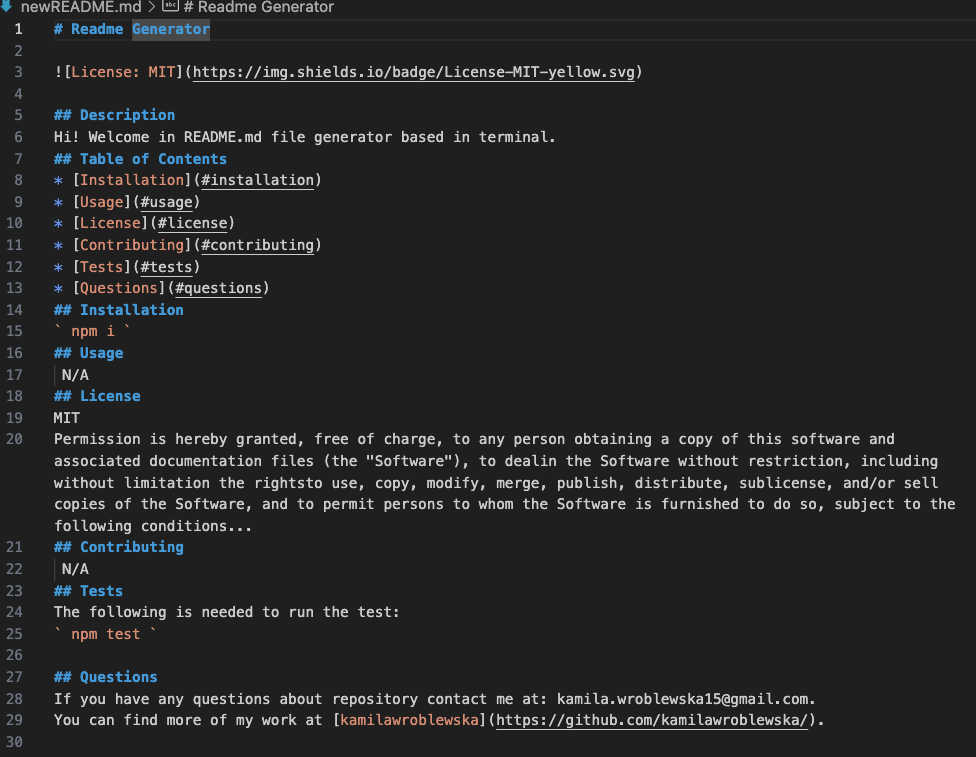 newREADME.md > abc # Readme Generator
1 # Readme Generator
2
3 ![License: MIT](https://img.shields.io/badge/License-MIT-yellow.svg)
4
5 ## Description
6 Hi! Welcome in README.md file generator based in terminal.
7 ## Table of Contents
8 * [Installation](#installation)
9 * [Usage](#usage)
10 * [License](#license)
11 * [Contributing](#contributing)
12 * [Tests](#tests)
13 * [Questions](#questions)
14 ## Installation
15 ` npm i `
16 ## Usage
17 N/A
18 ## License
19 MIT
20 Permission is hereby granted, free of charge, to any person obtaining a copy of this software and
associated documentation files (the "Software"), to dealin the Software without restriction, including
without limitation the rightsto use, copy, modify, merge, publish, distribute, sublicense, and/or sell
copies of the Software, and to permit persons to whom the Software is furnished to do so, subject to the
following conditions...
21 ## Contributing
22 N/A
23 ## Tests
24 The following is needed to run the test:
25 ` npm test `
26
27 ## Questions
28 If you have any questions about repository contact me at: kamila.wroblewska15@gmail.com.
29 You can find more of my work at [kamilawroblewska](https://github.com/kamilawroblewska/).
30